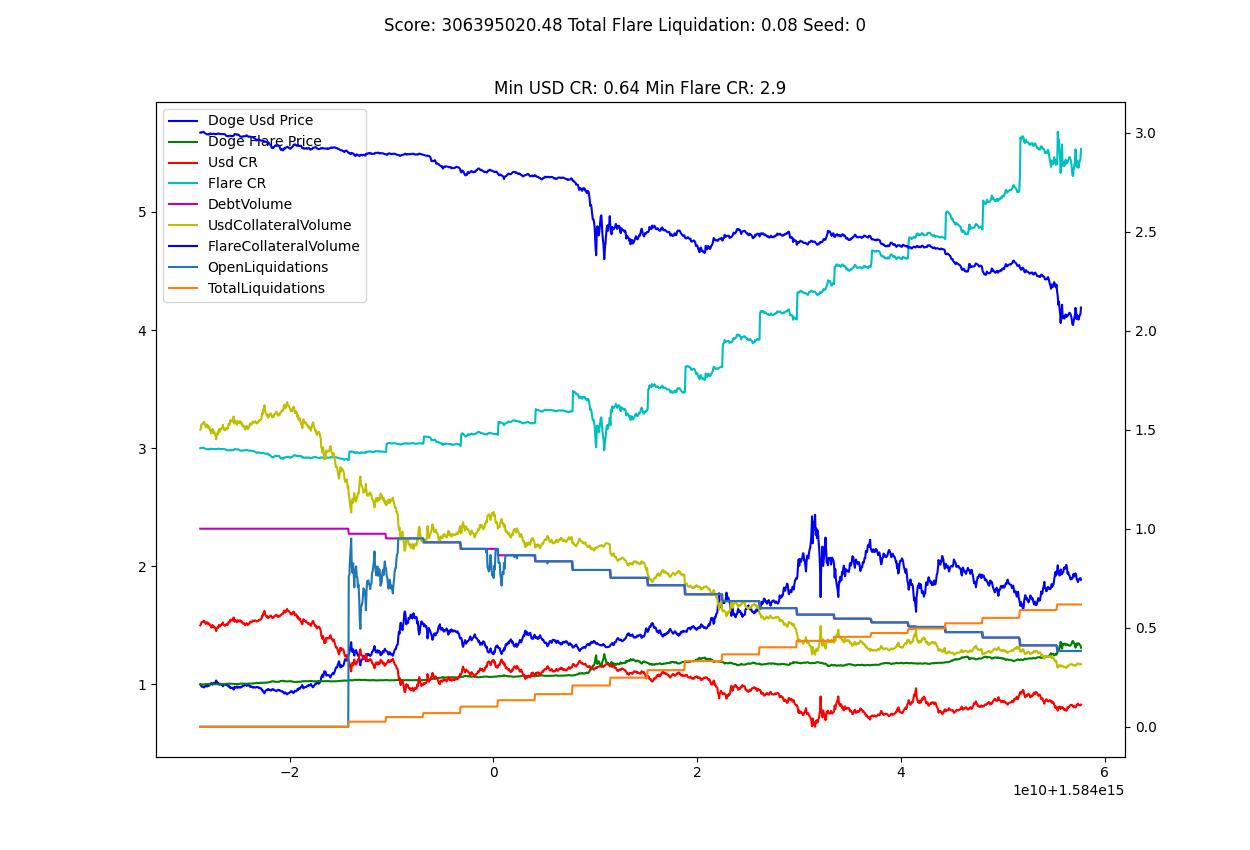 Score: 306395020.48 Total Flare Liquidation: 0.08 Seed: 0
Min USD CR: 0.64 Min Flare CR: 2.9
Doge Usd Price
Doge Flare Price
Usd CR
Flare CR
DebtVolume
UsdCollateralVolume
FlareCollateralVolume
OpenLiquidations
TotalLiquidations
5
4
3
2
1
3.0
2.5
2.0
1.5
1.0
0.5
0.0
−2
0
2
4
6
1e10+1.584e15